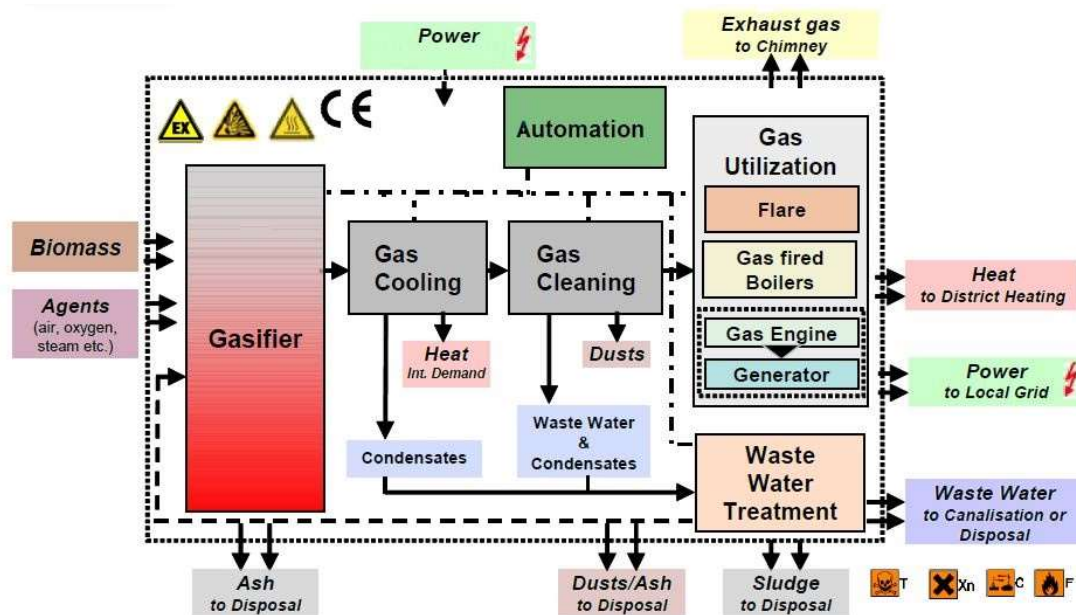 Power
Exhaust gas
to Chimney
EX
CE
Automation
Gas
Utilization
Flare
Gas fired
Boilers
Gas Engine
Generator
Biomass
Agents
(air, oxygen,
steam etc.)
Gasifier
Gas
Cooling
Gas
Cleaning
Heat
Int. Demand
Dusts
Heat
to District Heating
Power
to Local Grid
Condensates
Waste Water
&
Condensates
Waste
Water
Treatment
Waste Water
to Canalisation or
Disposal
Ash
to Disposal
Dusts/Ash
to Disposal
Sludge
to Disposal
T
Xn
C
F